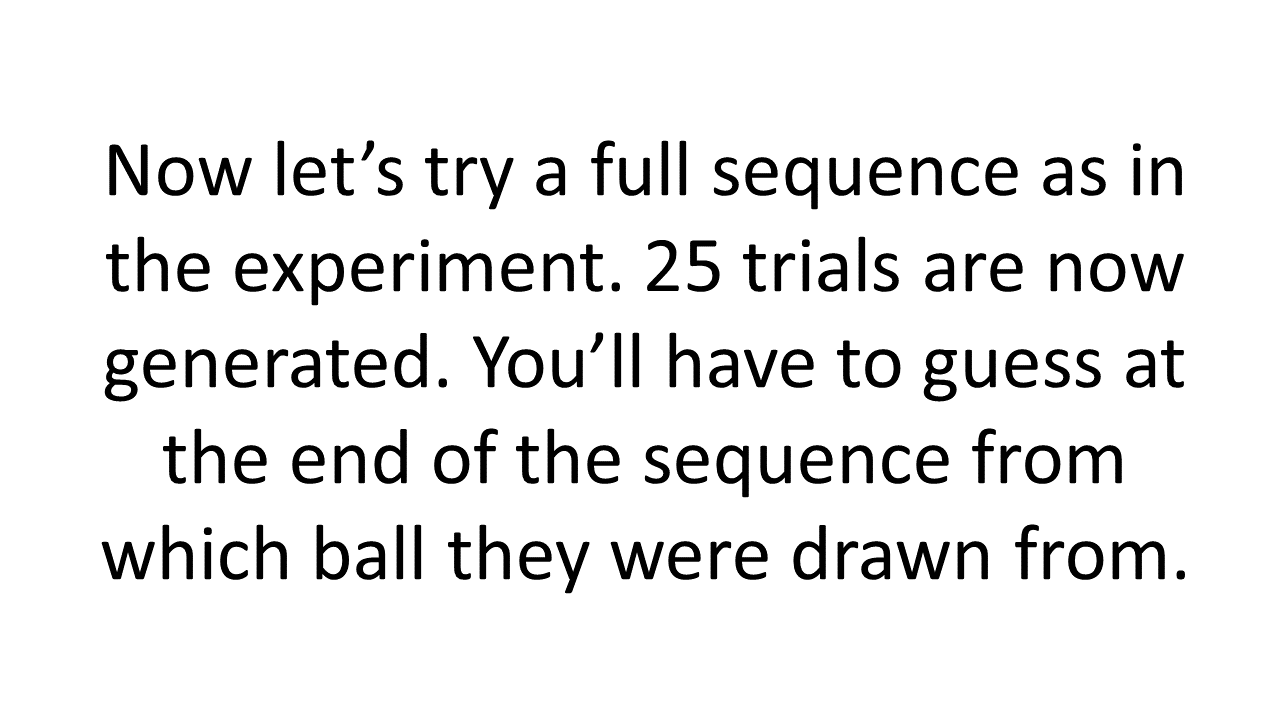 Now let’s try a full sequence as in
the experiment. 25 trials are now
generated. You’ll have to guess at
the end of the sequence from
which ball they were drawn from.